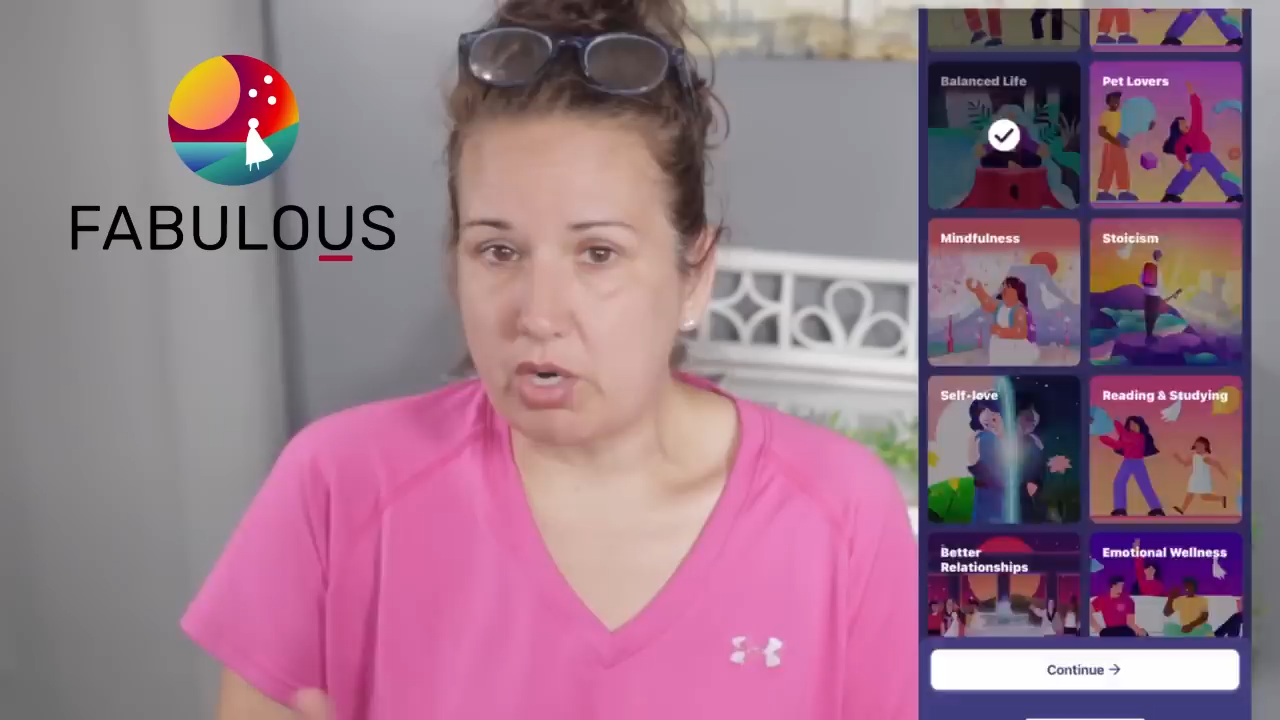 FABULOUS
Balanced Life
Pet Lovers
Mindfulness
Stoicism
Self-love
Reading & Studying
Better
Relationships
Emotional Wellness
Continue →